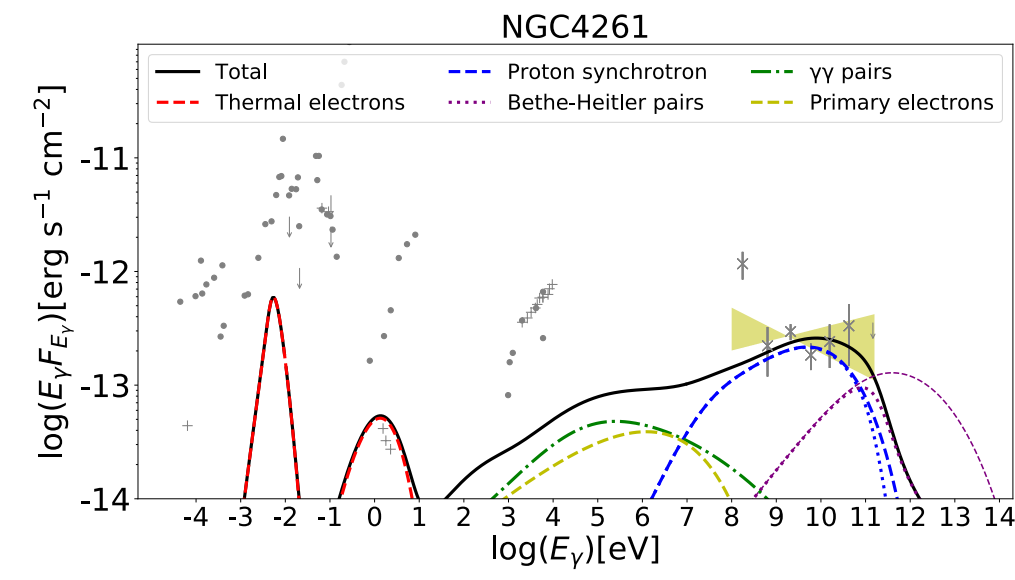 NGC4261
Total
Thermal electrons
Proton synchrotron
Bethe-Heitler pairs
γγ pairs
Primary electrons
log(E_γF_{E_γ})[erg s⁻¹ cm⁻²]
-11
-12
-13
-14
-4 -3 -2 -1 0 1 2 3 4 5 6 7 8 9 10 11 12 13 14
log(E_γ)[eV]